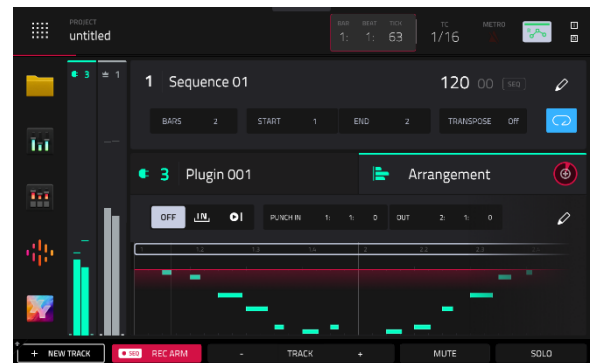 PROJECT
untitled
BAR BEAT TICK
1: 1: 63
TC
1/16
METRO
3 1
1 Sequence 01
120 00 SEQ
BARS 2 START 1 END 2 TRANSPOSE Off
3 Plugin 001
Arrangement
OFF IN PUNCH IN 1: 1: 0 OUT 2: 1: 0
1 1.2 1.3 1.4 2 2.2 2.3
+ NEW TRACK SEQ REC ARM - TRACK + MUTE SOLO